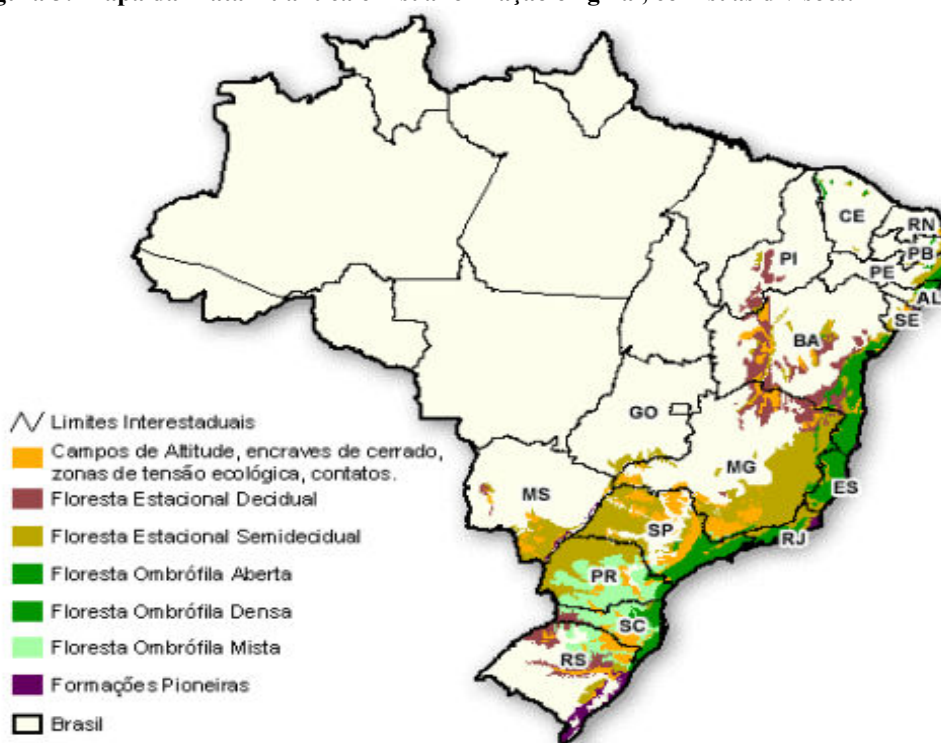 CE
RN
PB
PI
PE
AL
SE
BA
GO
MG
MS
ES
SP
RJ
PR
SC
RS
Limites Interestaduais
Campos de Altitude, encraves de cerrado,
zonas de tensão ecológica, contatos.
Floresta Estacional Decidual
Floresta Estacional Semidecidual
Floresta Ombrófila Aberta
Floresta Ombrófila Densa
Floresta Ombrófila Mista
Formações Pioneiras
Brasil